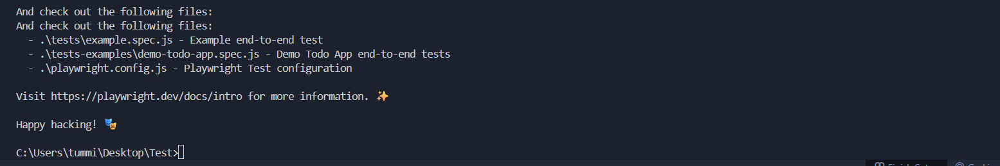 And check out the following files:
And check out the following files:
- .\tests\example.spec.js - Example end-to-end test
- .\tests-examples\demo-todo-app.spec.js - Demo Todo App end-to-end tests
- .\playwright.config.js - Playwright Test configuration
Visit https://playwright.dev/docs/intro for more information. ✨
Happy hacking! 🎭
C:\Users\tummi\Desktop\Test>